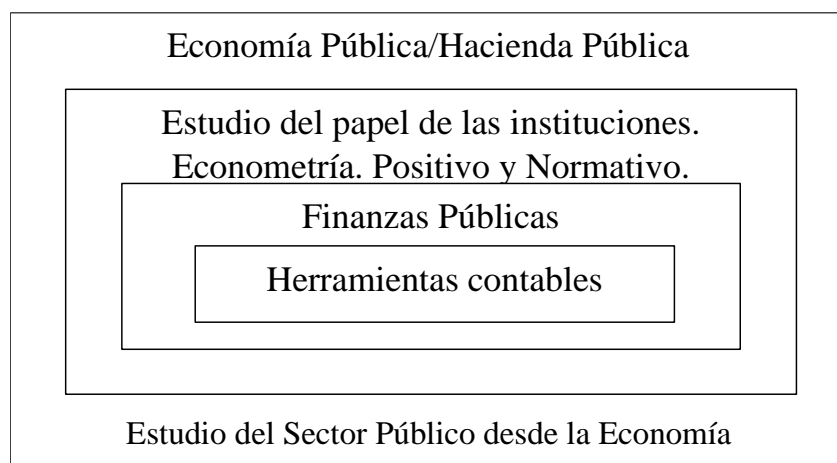 Economía Pública/Hacienda Pública
Estudio del papel de las instituciones.
Econometría. Positivo y Normativo.
Finanzas Públicas
Herramientas contables
Estudio del Sector Público desde la Economía